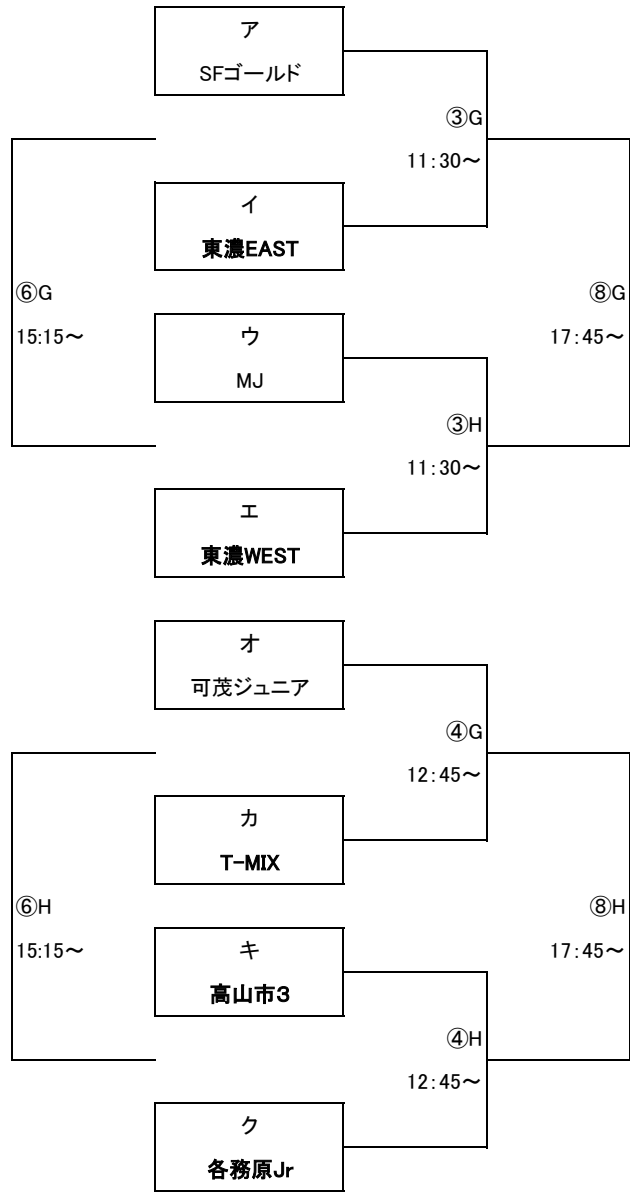 ア
SFゴールド
③G
11：30～
イ
東濃EAST
⑥G
15:15～
⑧G
17：45～
ウ
MJ
③H
11：30～
エ
東濃WEST
オ
可茂ジュニア
④G
12：45～
カ
T-MIX
⑥H
15:15～
⑧H
17：45～
キ
高山市3
④H
12：45～
ク
各務原Jr